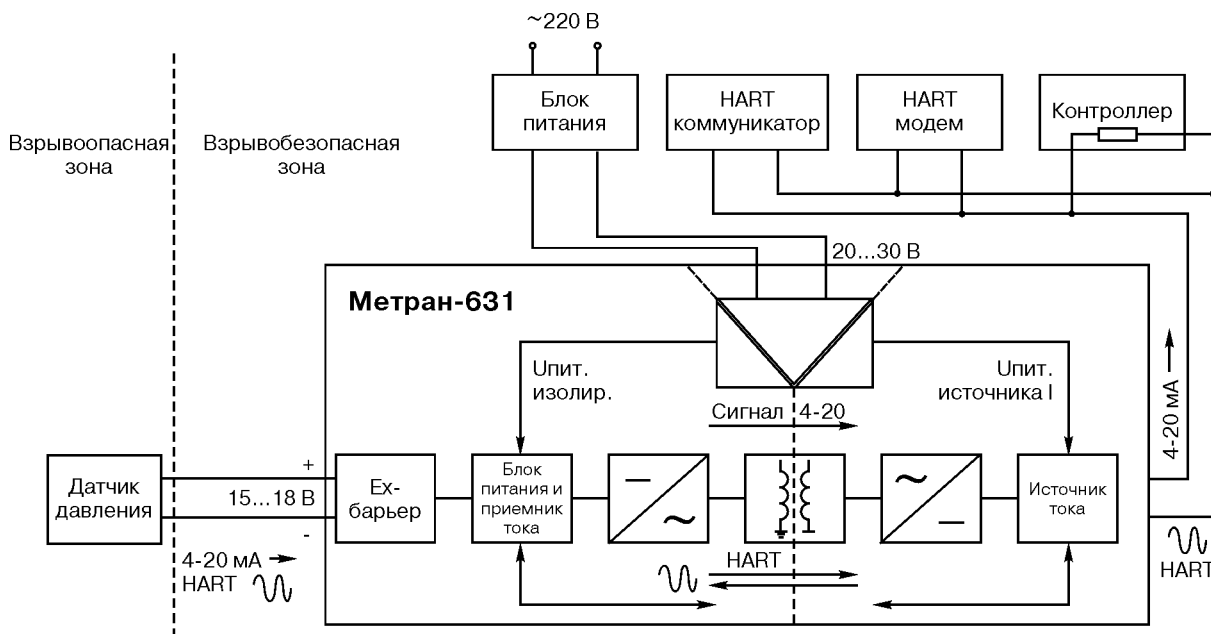 ~220 В
Блок
питания
HART
коммуникатор
HART
модем
Контроллер
Взрывоопасная
зона
Взрывобезопасная
зона
20...30 В
Метран-631
Uпит.
изолир.
Uпит.
источника I
Сигнал 4-20
4-20 мА
Датчик
давления
+
15...18 В
-
Ex-
барьер
Блок
питания и
приемник
тока
Источник
тока
4-20 мА
HART
HART
HART